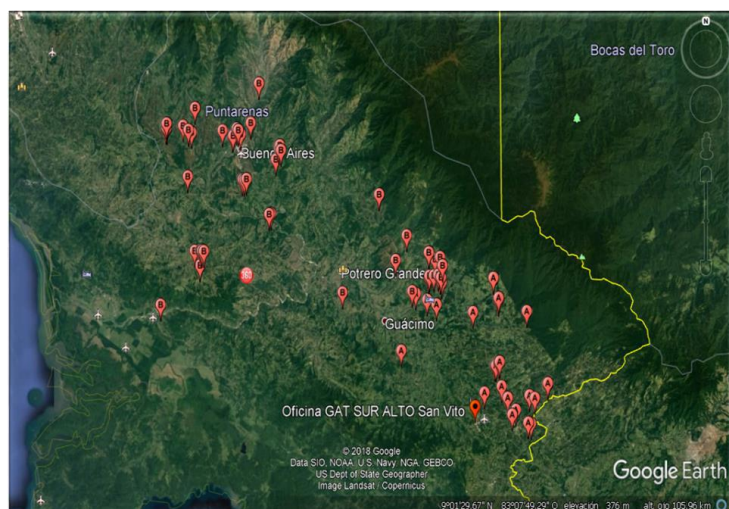 N
Bocas del Toro
B
B
Puntarenas
B
B
B
B
B
B
B
Buenos Aires
B
B
B
B
B
B
B
B
B
B
B
B
B
A
Potrero Grande
B
B
B
A
A
A
A
Guácimo
A
A
A
A
A
A
A
Oficina GAT SUR ALTO San Vito
A
A
A
© 2018 Google
Data SIO, NOAA, U.S. Navy, NGA, GEBCO
US Dept of State Geographer
Image Landsat / Copernicus
Google Earth
9°01'29.67" N 83°07'49.29" O elevación 376 m alt. ojo 105.96 km